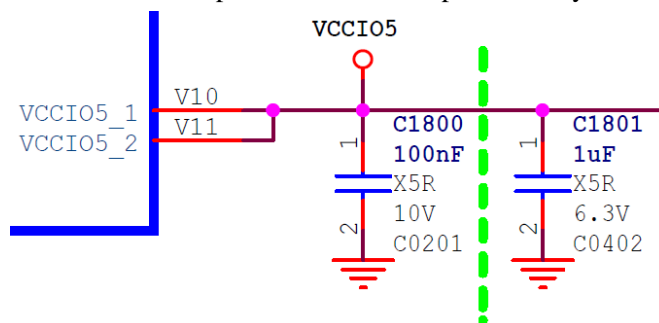 VCCIO5
VCCIO5_1
V10
VCCIO5_2
V11
1
C1800
100nF
X5R
10V
C0201
2
1
C1801
1uF
X5R
6.3V
C0402
2